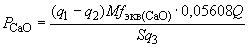 P_CaO = (q₁ − q₂)Mf_экв(CaO) · 0,05608Q / Sq₃